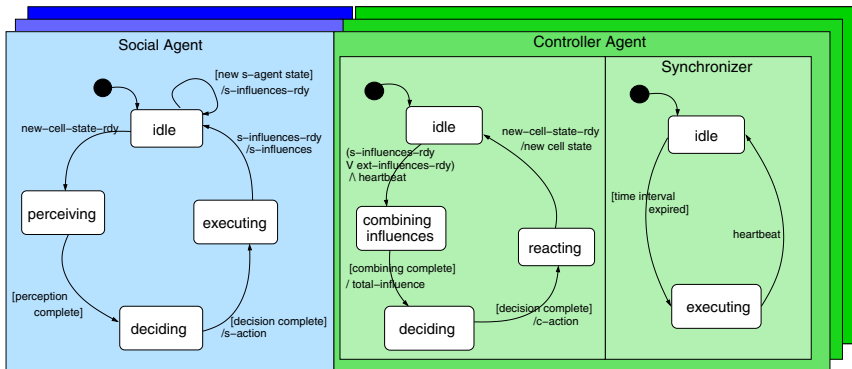 Social Agent
[new s-agent state]
/s-influences-rdy
idle
new-cell-state-rdy
s-influences-rdy
/s-influences
perceiving
executing
[perception
complete]
deciding
[decision complete]
/s-action
Controller Agent
idle
(s-influences-rdy
V ext-influences-rdy)
/\ heartbeat
new-cell-state-rdy
/new cell state
combining
influences
reacting
[combining complete]
/ total-influence
deciding
[decision complete]
/c-action
Synchronizer
idle
[time interval
expired]
heartbeat
executing